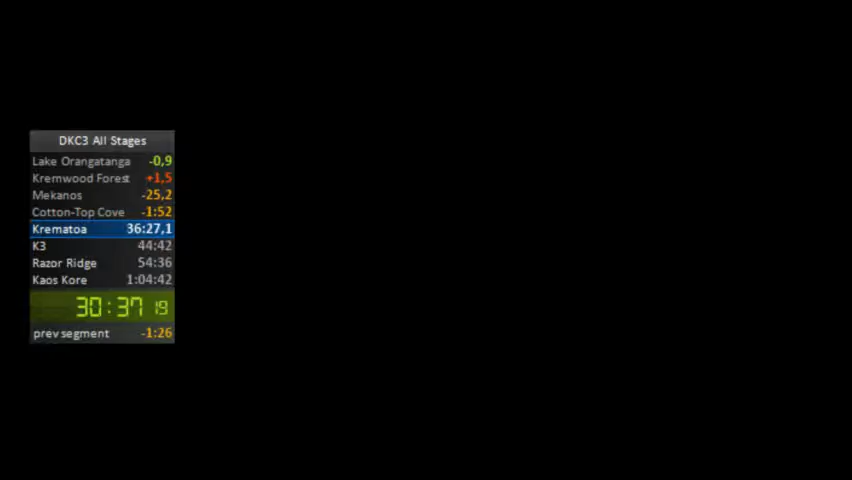 DKC3 All Stages
Lake Orangatanga -0,9
Kremwood Forest +1,5
Mekanos -25,2
Cotton-Top Cove -1:52
Krematoa 36:27,1
K3 44:42
Razor Ridge 54:36
Kaos Kore 1:04:42
30:37 19
prev segment -1:26